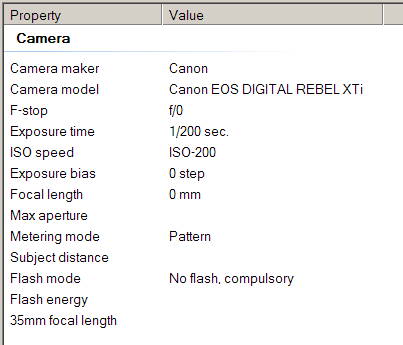 Property Value
Camera
Camera maker Canon
Camera model Canon EOS DIGITAL REBEL XTi
F-stop f/0
Exposure time 1/200 sec.
ISO speed ISO-200
Exposure bias 0 step
Focal length 0 mm
Max aperture
Metering mode Pattern
Subject distance
Flash mode No flash, compulsory
Flash energy
35mm focal length